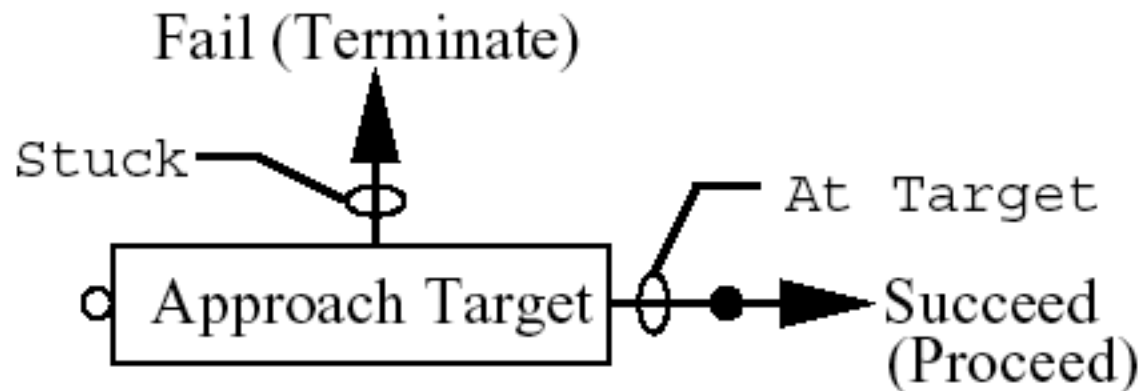 Fail (Terminate)
Stuck
At Target
Approach Target
Succeed
(Proceed)